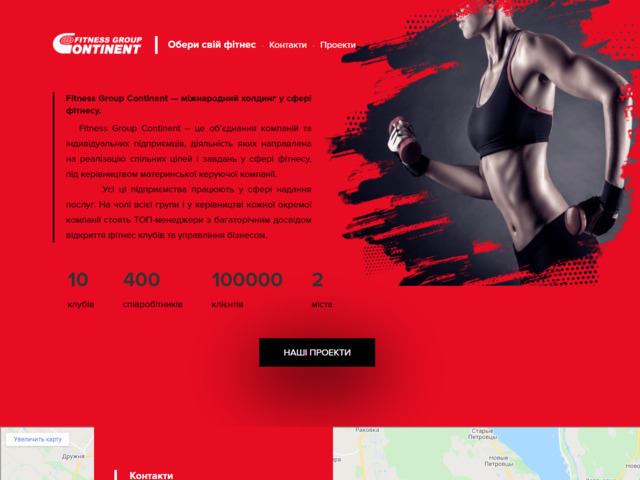 FITNESS GROUP
CONTINENT
Обери свій фітнес
Контакти
Проекти
Fitness Group Continent — міжнародний холдинг у сфері
фітнесу.
Fitness Group Continent – це об'єднання компаній та
індивідуальних підприємців, діяльність яких направлена
на реалізацію спільних цілей і завдань у сфері фітнесу,
під керівництвом материнської керуючої компанії.
Усі ці підприємства працюють у сфері надання
послуг. На чолі всієї групи і у керівництві кожної окремої
компанії стоять ТОП-менеджери з багаторічним досвідом
відкриття фітнес клубів та управління бізнесом.
10 400 100000 2
клубів співробітників клієнтів міста
НАШІ ПРОЕКТИ
Раковка
Старые
Петровцы
Увеличить карту
Дружня
Новые
Петровцы
Контакти